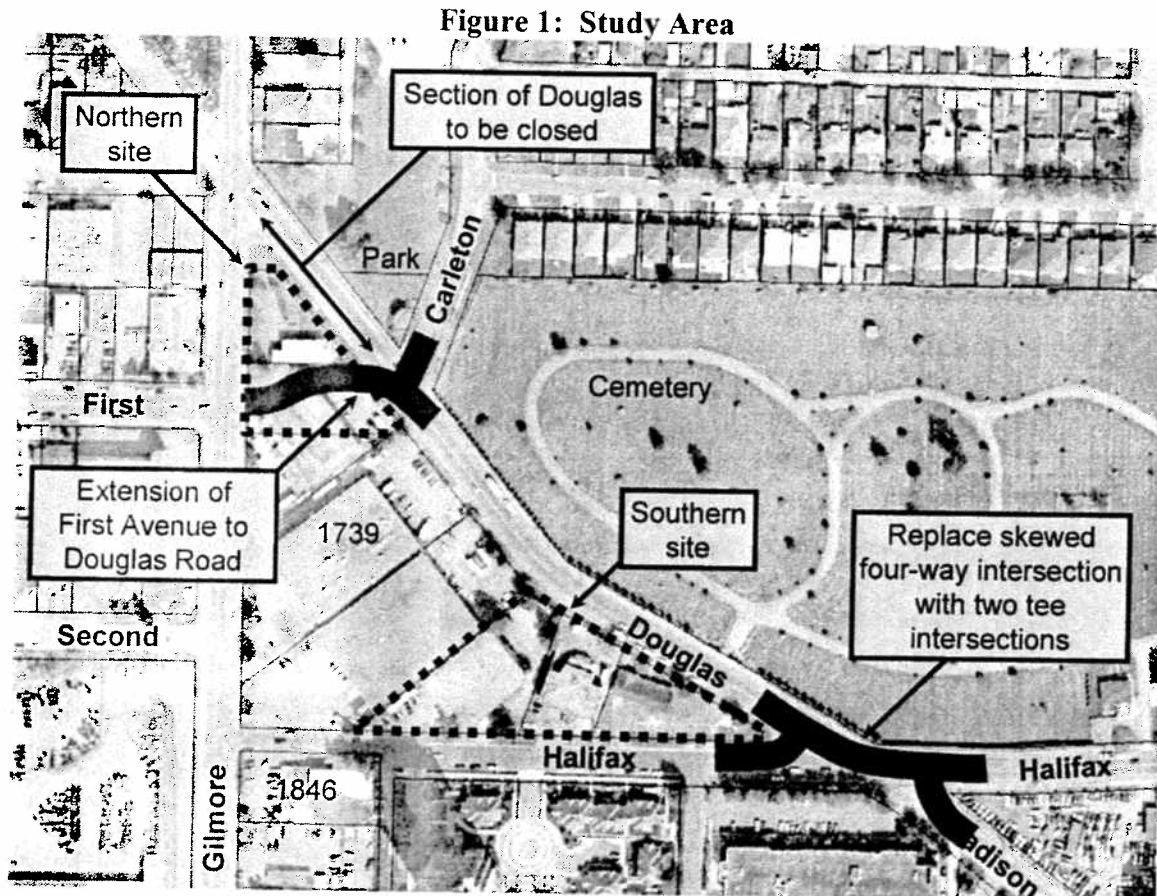 Figure 1: Study Area
Northern
site
Section of Douglas
to be closed
Park
Carleton
First
Cemetery
Extension of
First Avenue to
Douglas Road
1739
Southern
site
Replace skewed
four-way intersection
with two tee
intersections
Second
Douglas
Halifax
Halifax
1846
Gilmore
adison